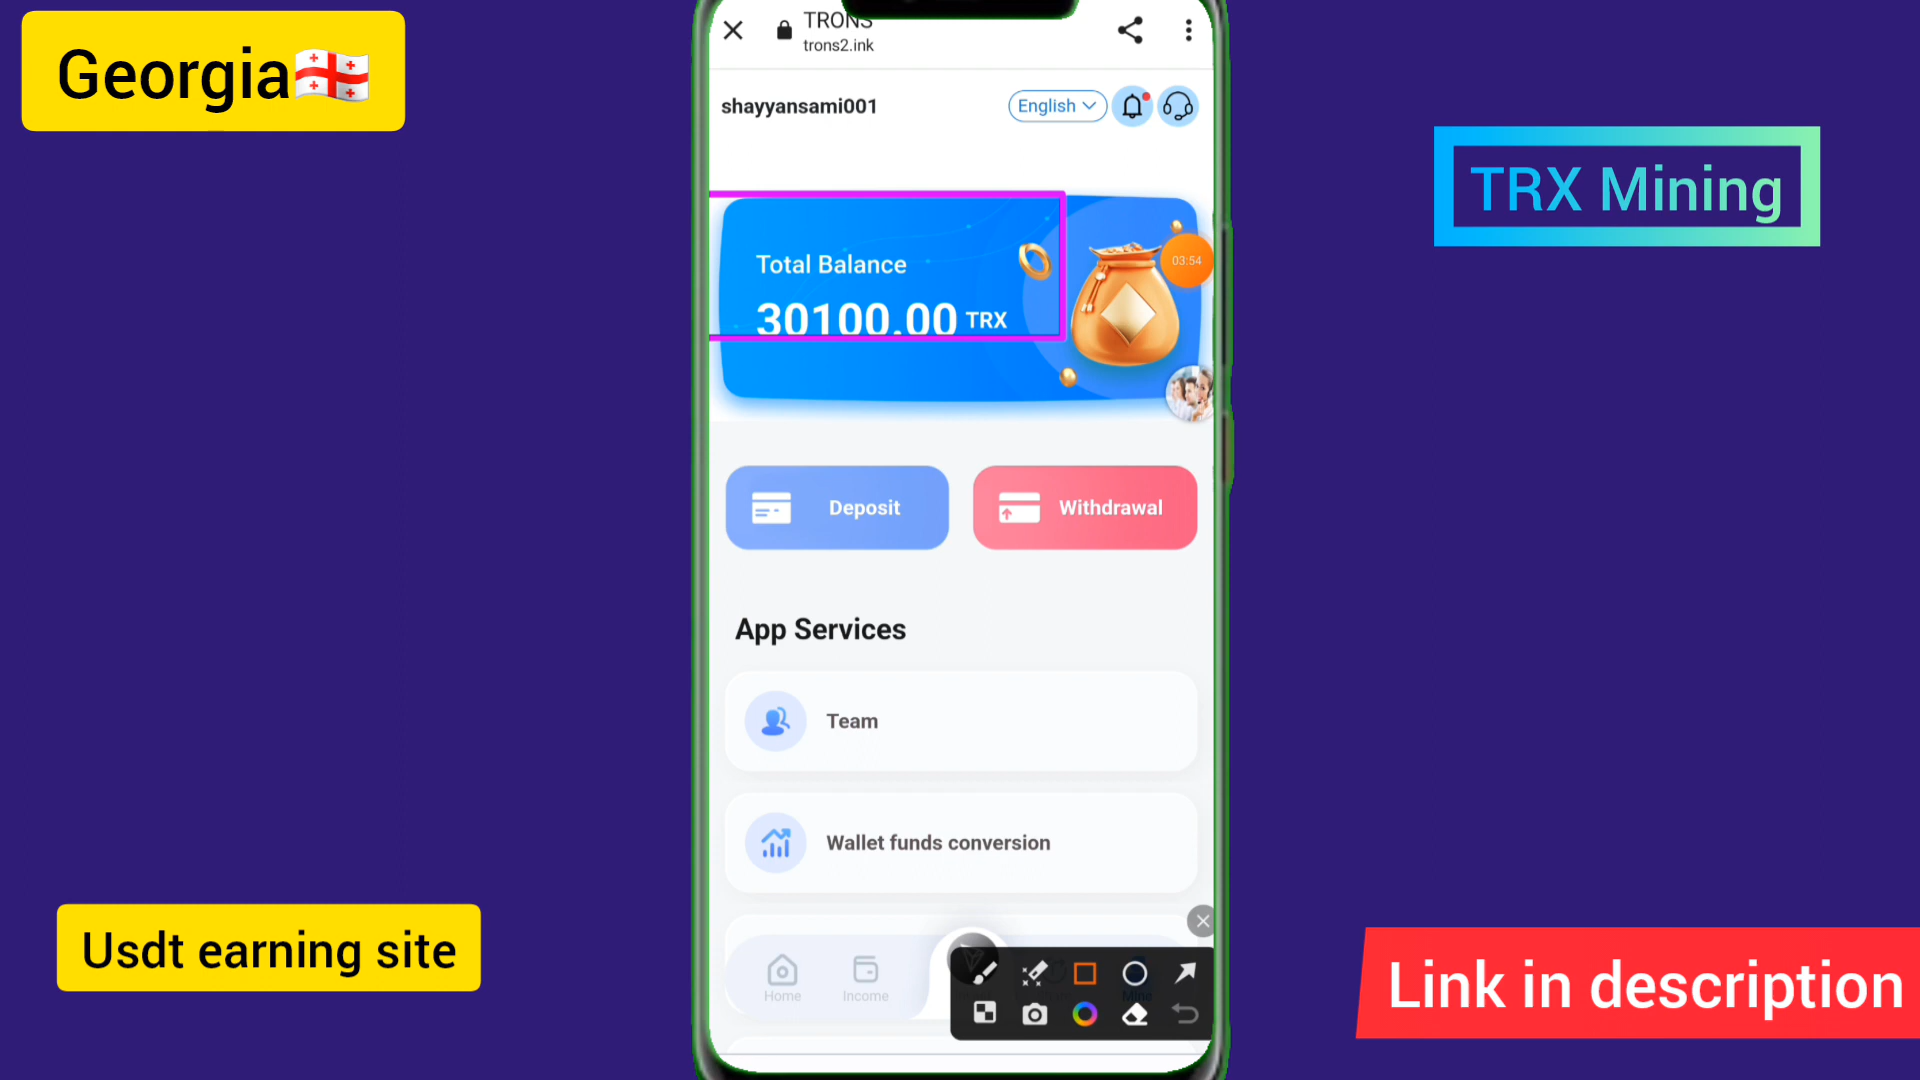 Georgia🇬🇪
TRONS
trons2.ink
shayyansami001
English
TRX Mining
Total Balance
30100.00 TRX
03:54
Deposit
Withdrawal
App Services
Team
Wallet funds conversion
Home
Income
Mine
Usdt earning site
Link in description